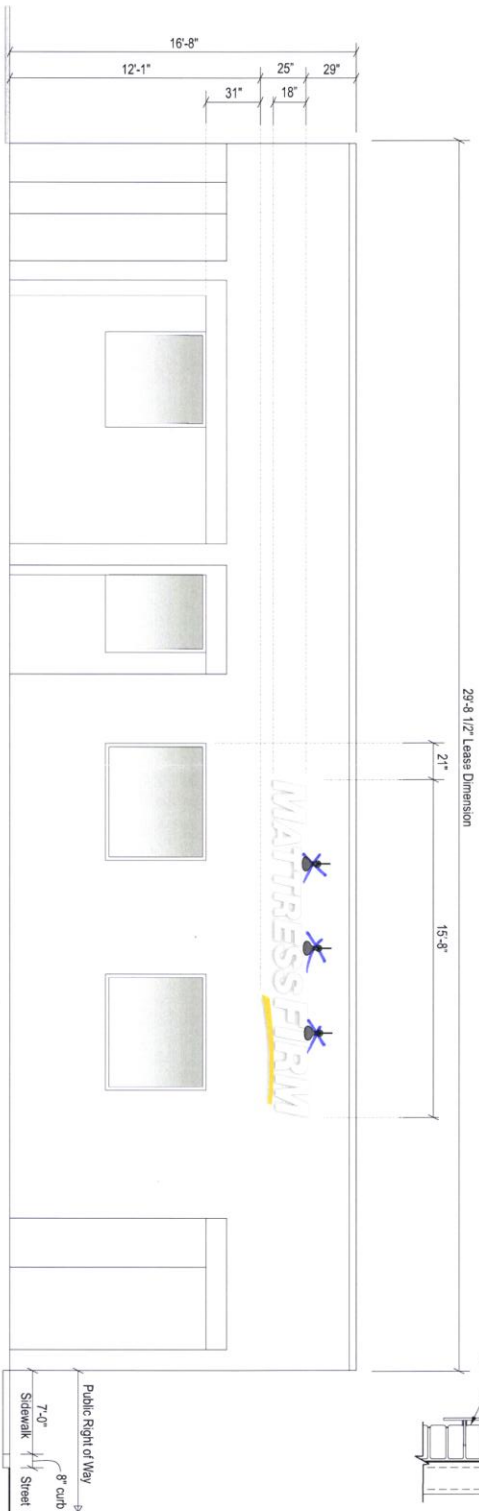 16'-8"
12'-1"
25"
29"
31"
18"
29'-8 1/2" Lease Dimension
21"
15'-8"
MATTRESS FIRM
Public Right of Way
7'-0"
Sidewalk
8" curb
Street